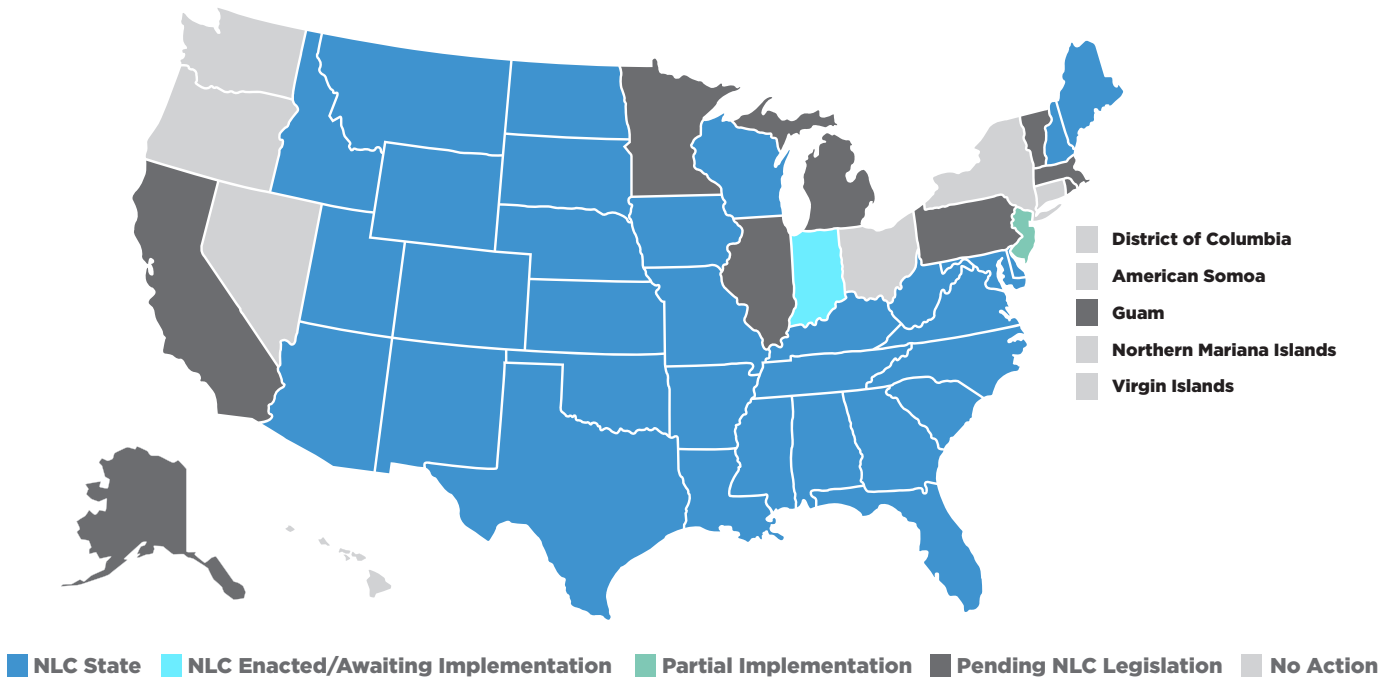 District of Columbia
American Somoa
Guam
Northern Mariana Islands
Virgin Islands
NLC State NLC Enacted/Awaiting Implementation Partial Implementation Pending NLC Legislation No Action